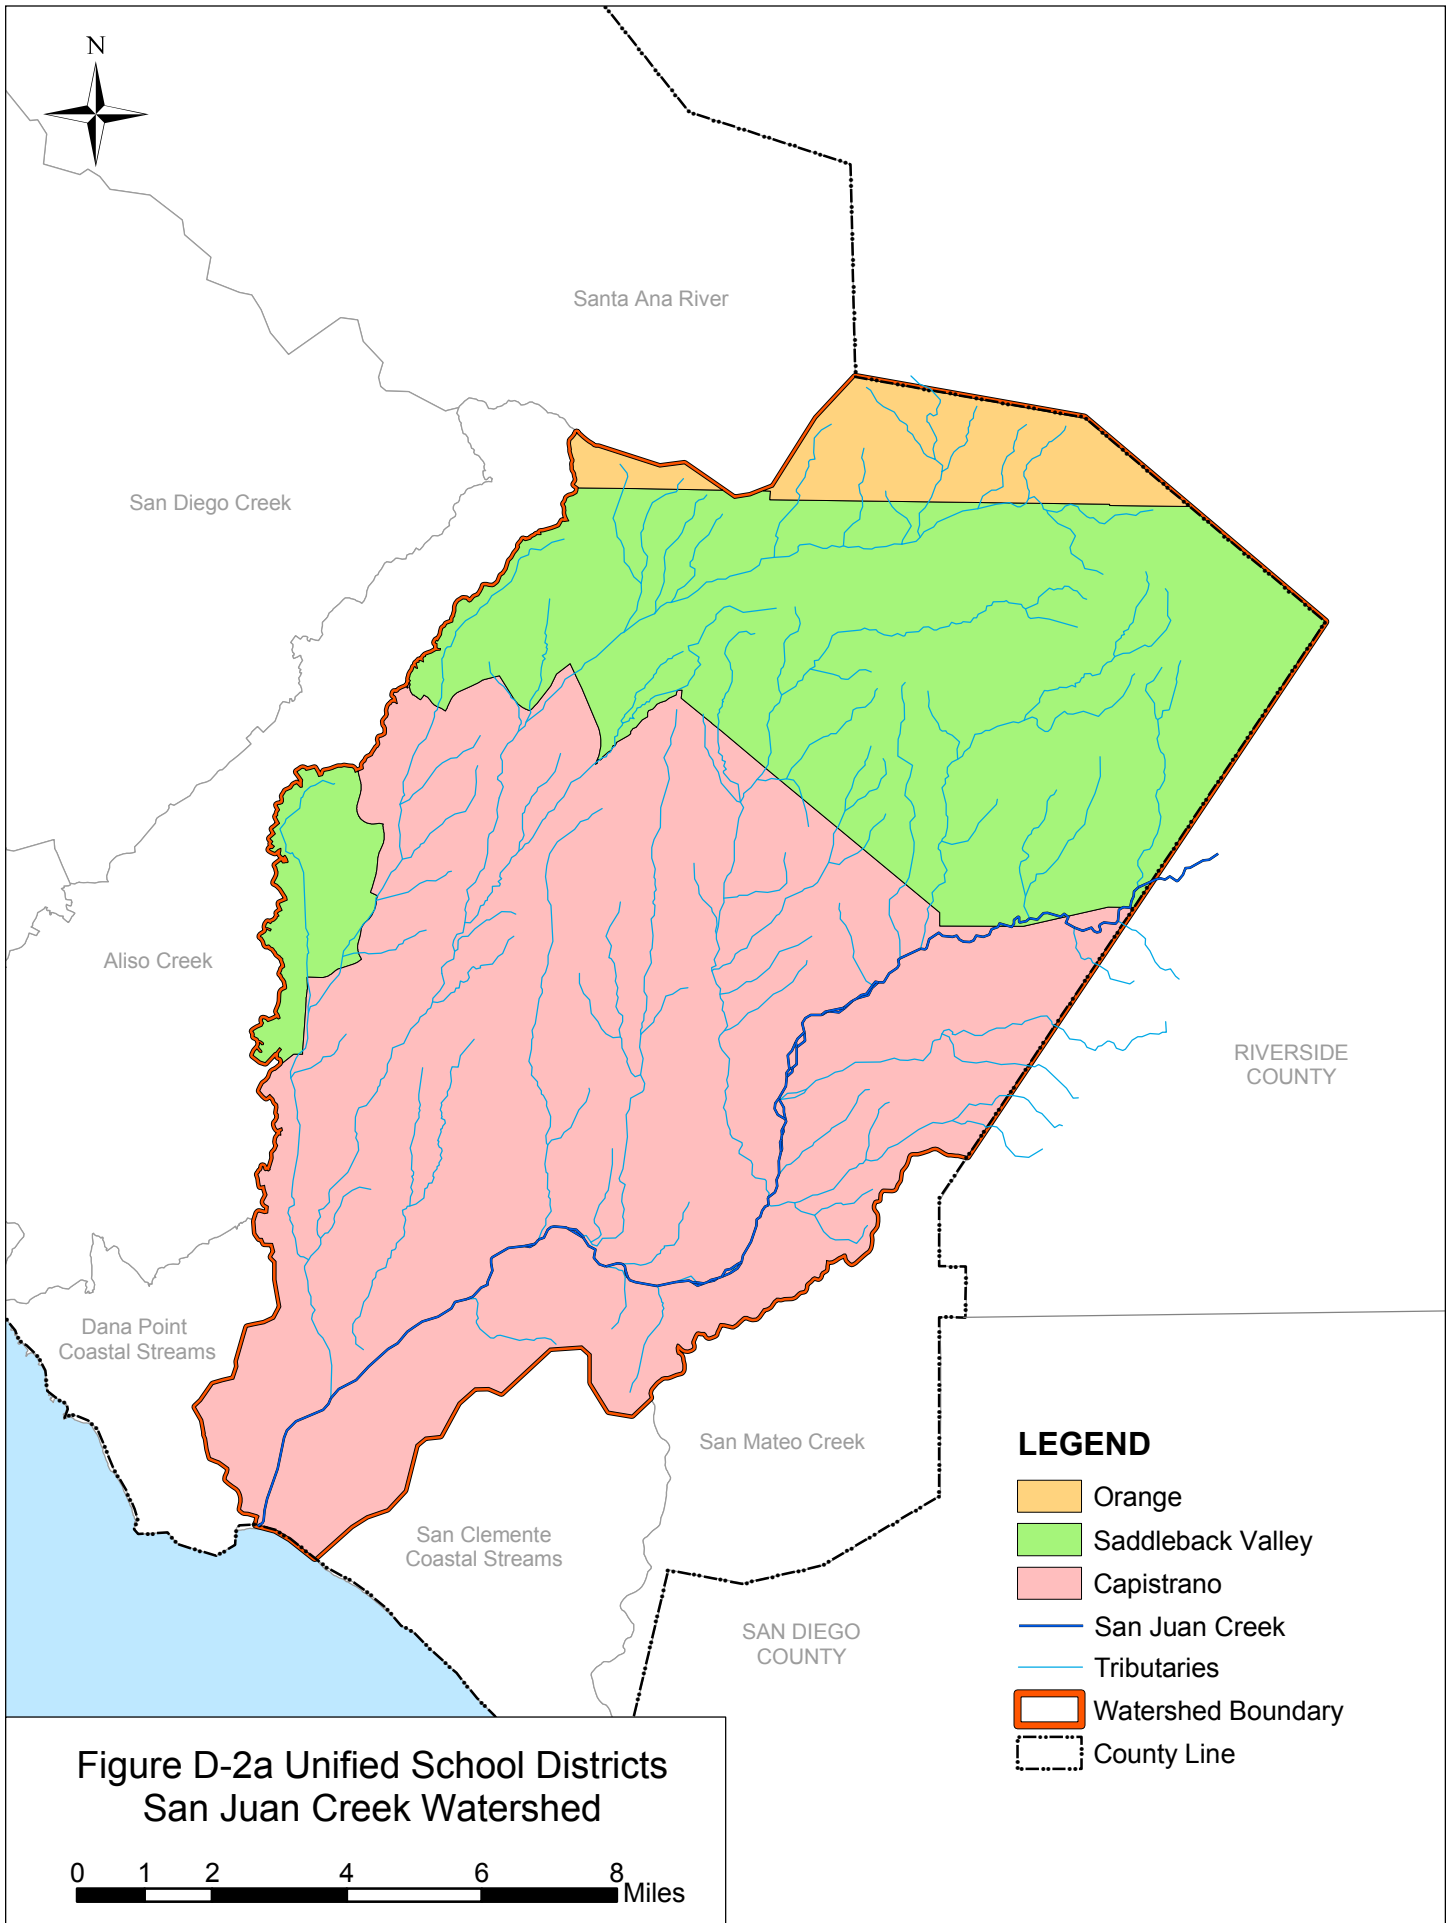 N
Santa Ana River
San Diego Creek
Aliso Creek
RIVERSIDE
COUNTY
Dana Point
Coastal Streams
San Mateo Creek
San Clemente
Coastal Streams
SAN DIEGO
COUNTY
LEGEND
Orange
Saddleback Valley
Capistrano
San Juan Creek
Tributaries
Watershed Boundary
County Line
Figure D-2a Unified School Districts
San Juan Creek Watershed
0 1 2 4 6 8
Miles